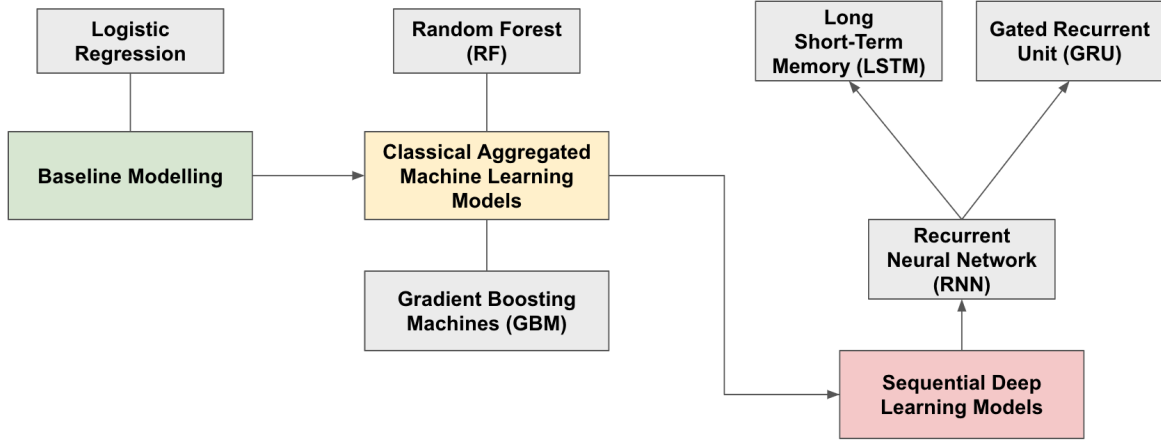 Logistic
Regression
Baseline Modelling
Random Forest
(RF)
Classical Aggregated
Machine Learning
Models
Gradient Boosting
Machines (GBM)
Long
Short-Term
Memory (LSTM)
Gated Recurrent
Unit (GRU)
Recurrent
Neural Network
(RNN)
Sequential Deep
Learning Models